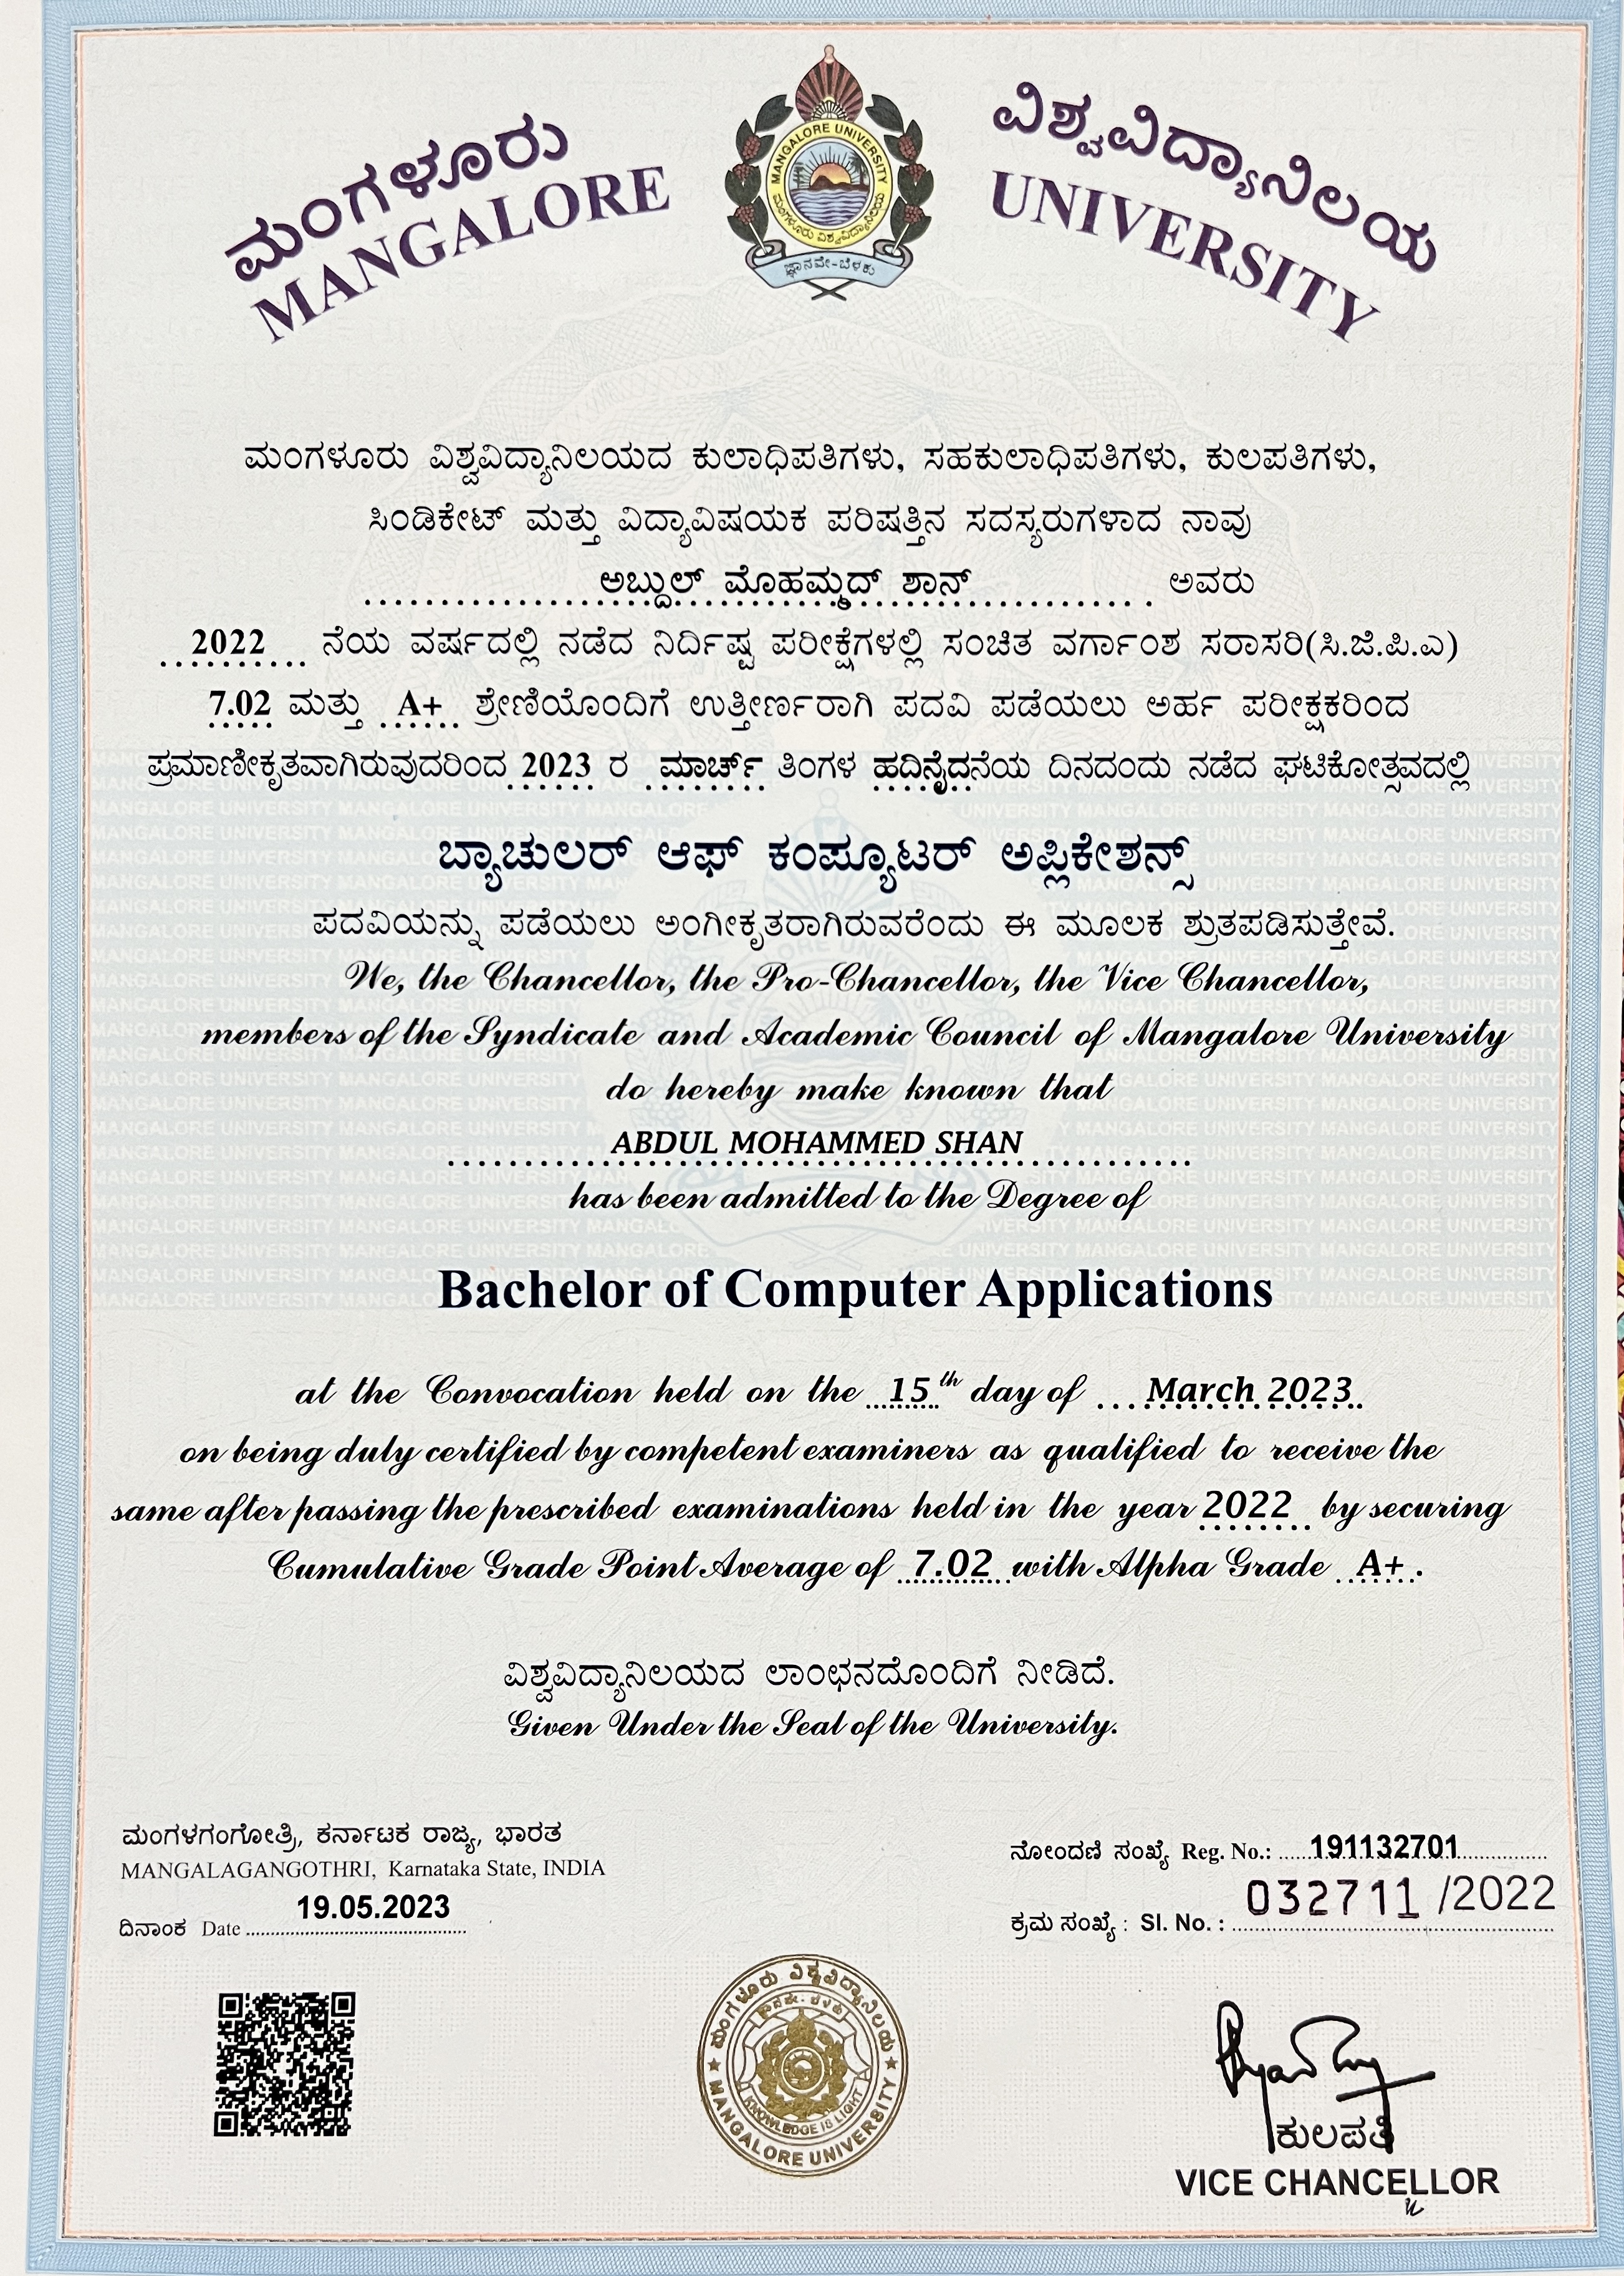 ಮಂಗಳೂರು ವಿಶ್ವವಿದ್ಯಾನಿಲಯ
MANGALORE UNIVERSITY
MANGALORE UNIVERSITY
ಮಂಗಳೂರು ವಿಶ್ವವಿದ್ಯಾನಿಲಯ
ಜ್ಞಾನವೇ-ಬೆಳಕು
ಮಂಗಳೂರು ವಿಶ್ವವಿದ್ಯಾನಿಲಯದ ಕುಲಾಧಿಪತಿಗಳು, ಸಹಕುಲಾಧಿಪತಿಗಳು, ಕುಲಪತಿಗಳು,
ಸಿಂಡಿಕೇಟ್ ಮತ್ತು ವಿದ್ಯಾವಿಷಯಕ ಪರಿಷತ್ತಿನ ಸದಸ್ಯರುಗಳಾದ ನಾವು
ಅಬ್ದುಲ್ ಮೊಹಮ್ಮದ್ ಶಾನ್ ಅವರು
2022 ನೆಯ ವರ್ಷದಲ್ಲಿ ನಡೆದ ನಿರ್ದಿಷ್ಟ ಪರೀಕ್ಷೆಗಳಲ್ಲಿ ಸಂಚಿತ ವರ್ಗಾಂಶ ಸರಾಸರಿ(ಸಿ.ಜಿ.ಪಿ.ಎ)
7.02 ಮತ್ತು A+ ಶ್ರೇಣಿಯೊಂದಿಗೆ ಉತ್ತೀರ್ಣರಾಗಿ ಪದವಿ ಪಡೆಯಲು ಅರ್ಹ ಪರೀಕ್ಷಕರಿಂದ
ಪ್ರಮಾಣೀಕೃತವಾಗಿರುವುದರಿಂದ 2023 ರ ಮಾರ್ಚ್ ತಿಂಗಳ ಹದಿನೈದನೆಯ ದಿನದಂದು ನಡೆದ ಘಟಿಕೋತ್ಸವದಲ್ಲಿ
ಬ್ಯಾಚುಲರ್ ಆಫ್ ಕಂಪ್ಯೂಟರ್ ಅಪ್ಲಿಕೇಶನ್ಸ್
ಪದವಿಯನ್ನು ಪಡೆಯಲು ಅಂಗೀಕೃತರಾಗಿರುವರೆಂದು ಈ ಮೂಲಕ ಶ್ರುತಪಡಿಸುತ್ತೇವೆ.
We, the Chancellor, the Pro-Chancellor, the Vice Chancellor,
members of the Syndicate and Academic Council of Mangalore University
do hereby make known that
ABDUL MOHAMMED SHAN
has been admitted to the Degree of
Bachelor of Computer Applications
at the Convocation held on the 15th day of March 2023
on being duly certified by competent examiners as qualified to receive the
same after passing the prescribed examinations held in the year 2022 by securing
Cumulative Grade Point Average of 7.02 with Alpha Grade A+.
ವಿಶ್ವವಿದ್ಯಾನಿಲಯದ ಲಾಂಛನದೊಂದಿಗೆ ನೀಡಿದೆ.
Given Under the Seal of the University.
ಮಂಗಳಗಂಗೋತ್ರಿ, ಕರ್ನಾಟಕ ರಾಜ್ಯ, ಭಾರತ
MANGALAGANGOTHRI, Karnataka State, INDIA
ದಿನಾಂಕ Date 19.05.2023
ನೋಂದಣಿ ಸಂಖ್ಯೆ Reg. No.: 191132701
ಕ್ರಮ ಸಂಖ್ಯೆ : Sl. No. : 032711 /2022
ಮಂಗಳೂರು ವಿಶ್ವವಿದ್ಯಾನಿಲಯ
ಜ್ಞಾನವೇ-ಬೆಳಕು
KNOWLEDGE IS LIGHT
MANGALORE UNIVERSITY
ಕುಲಪತಿ
VICE CHANCELLOR